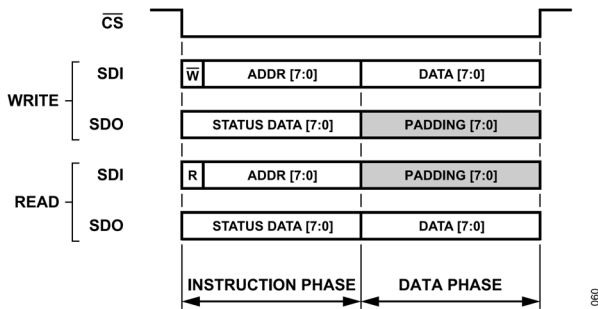 CS
WRITE
SDI
W
ADDR [7:0]
DATA [7:0]
SDO
STATUS DATA [7:0]
PADDING [7:0]
READ
SDI
R
ADDR [7:0]
PADDING [7:0]
SDO
STATUS DATA [7:0]
DATA [7:0]
INSTRUCTION PHASE
DATA PHASE
060